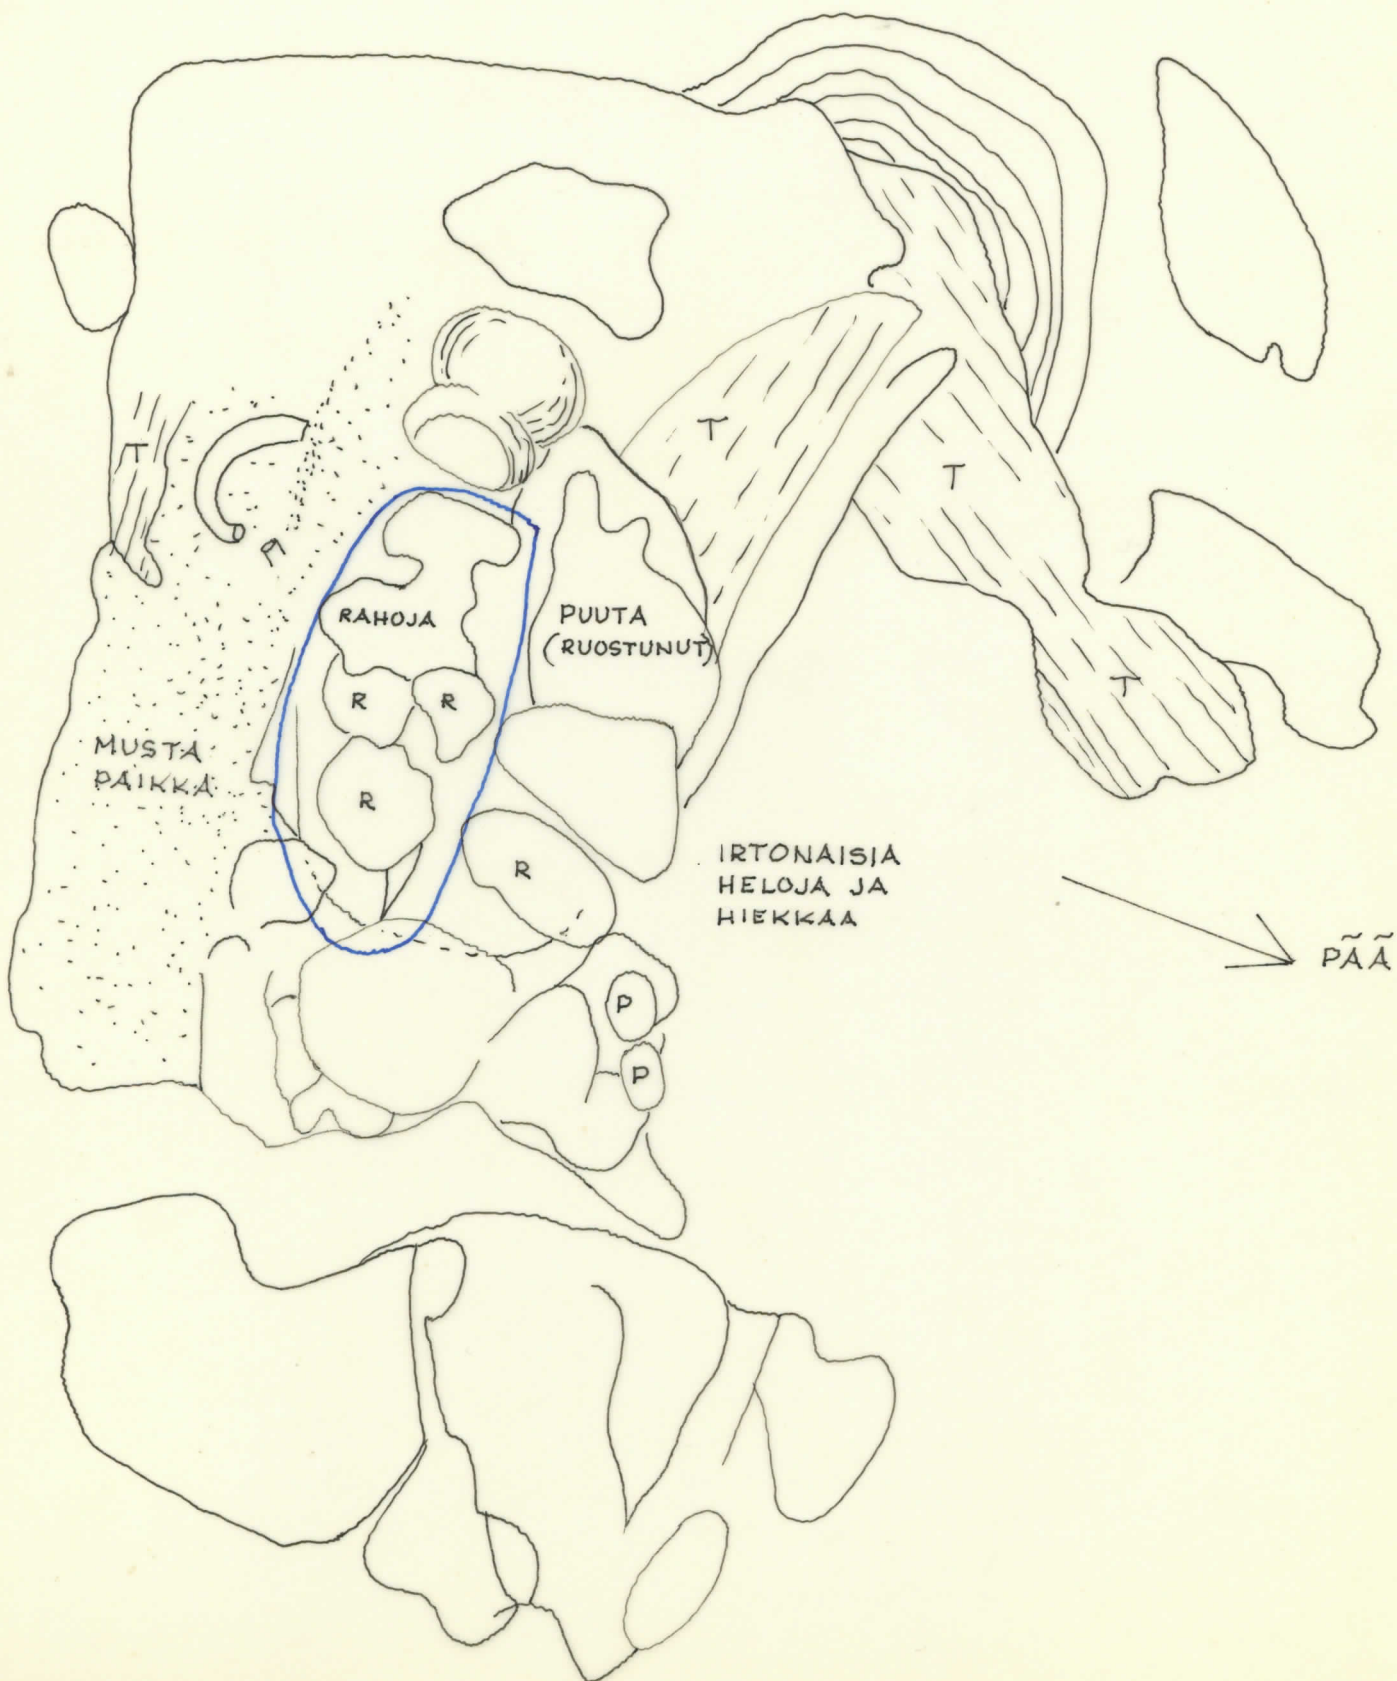 T
T
T
RAHOJA
PUUTA
(RUOSTUNUT)
R
R
T
MUSTA
PAIKKA
R
R
IRTONAISIA
HELOJA JA
HIEKKAA
PÄÄ
P
P